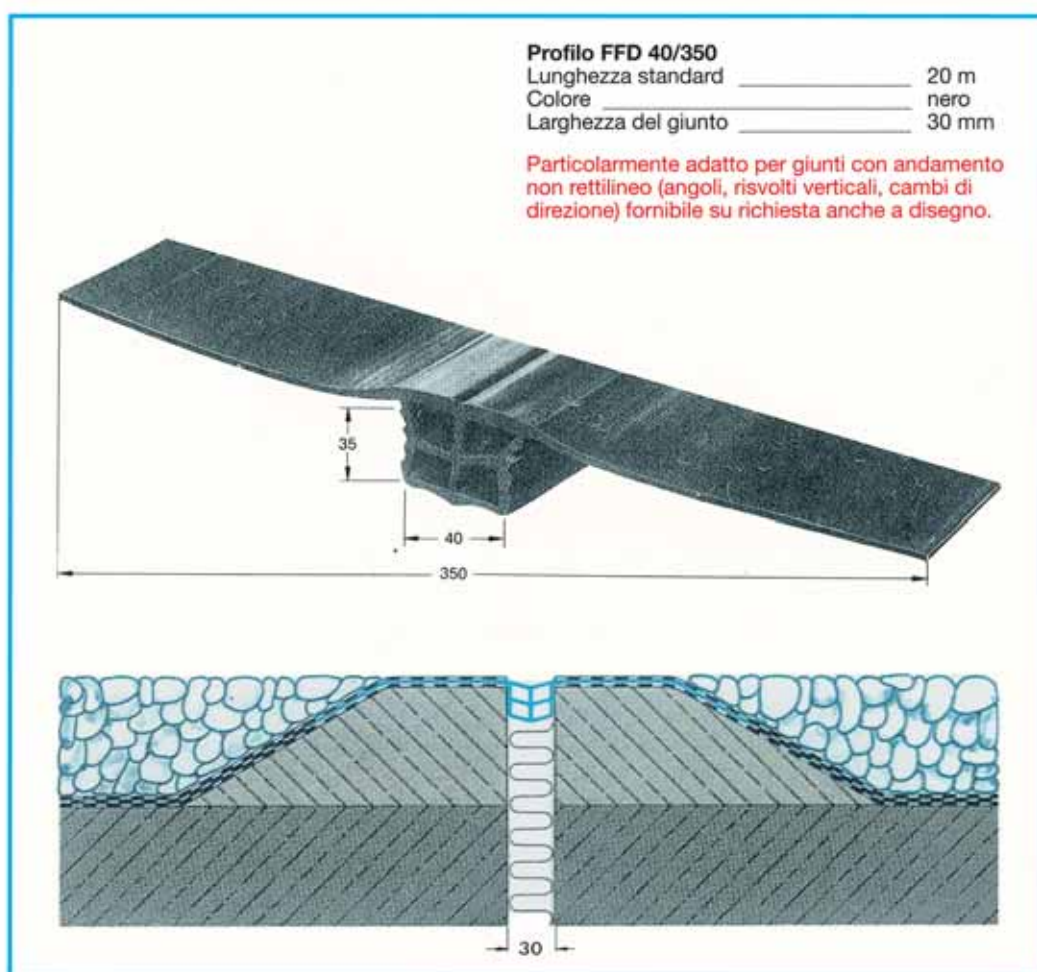 Profilo FFD 40/350
Lunghezza standard 20 m
Colore nero
Larghezza del giunto 30 mm
Particolarmente adatto per giunti con andamento
non rettilineo (angoli, risvolti verticali, cambi di
direzione) fornibile su richiesta anche a disegno.
35
40
350
30